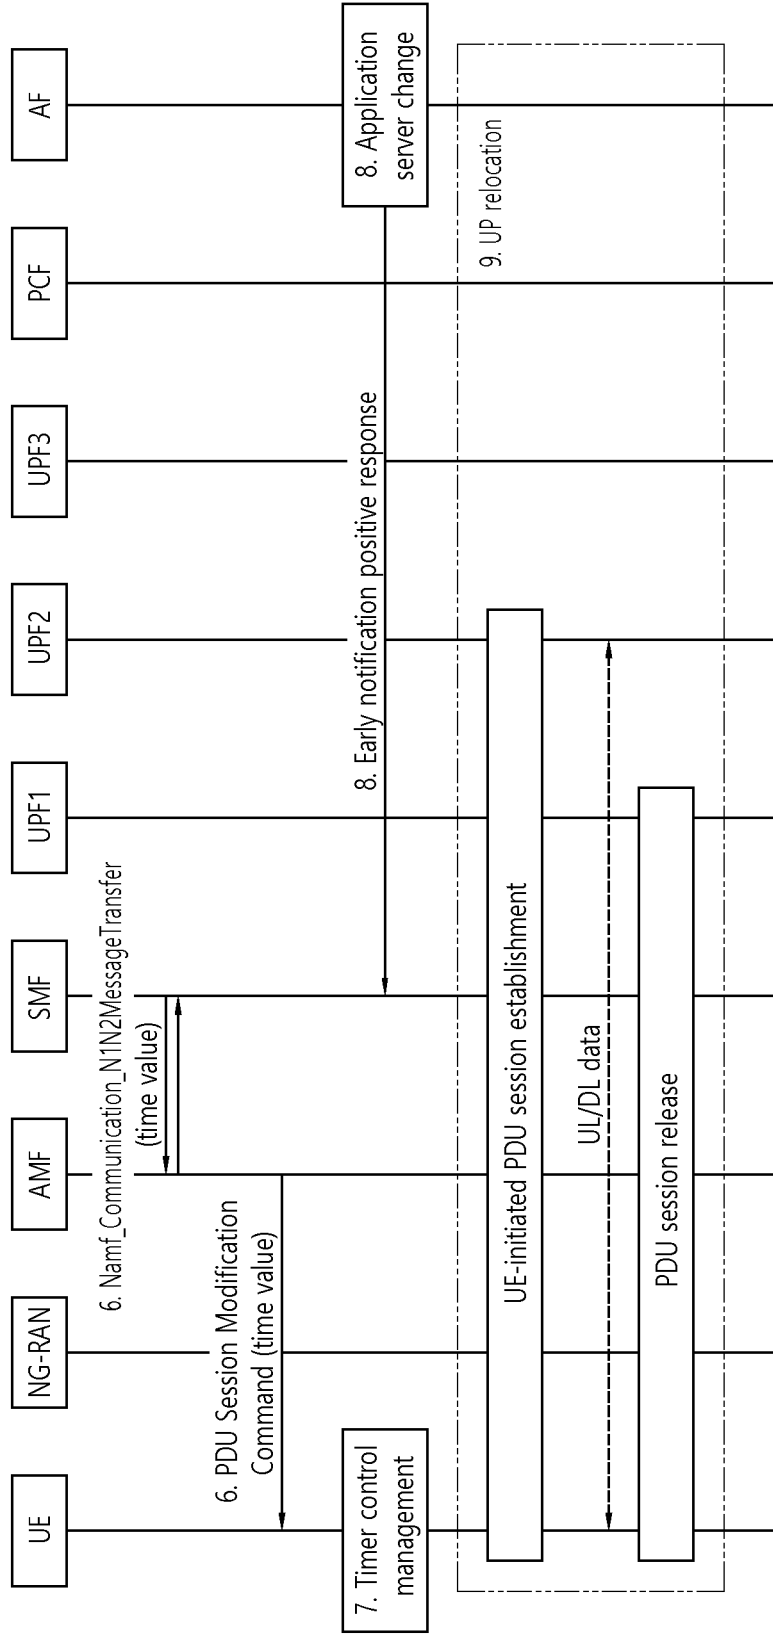 UE
NG-RAN
AMF
SMF
UPF1
UPF2
UPF3
PCF
AF
6. Namf_Communication_N1N2MessageTransfer
(time value)
6. PDU Session Modification
Command (time value)
7. Timer control
management
8. Application
server change
8. Early notification positive response
9. UP relocation
UE-initiated PDU session establishment
UL/DL data
PDU session release